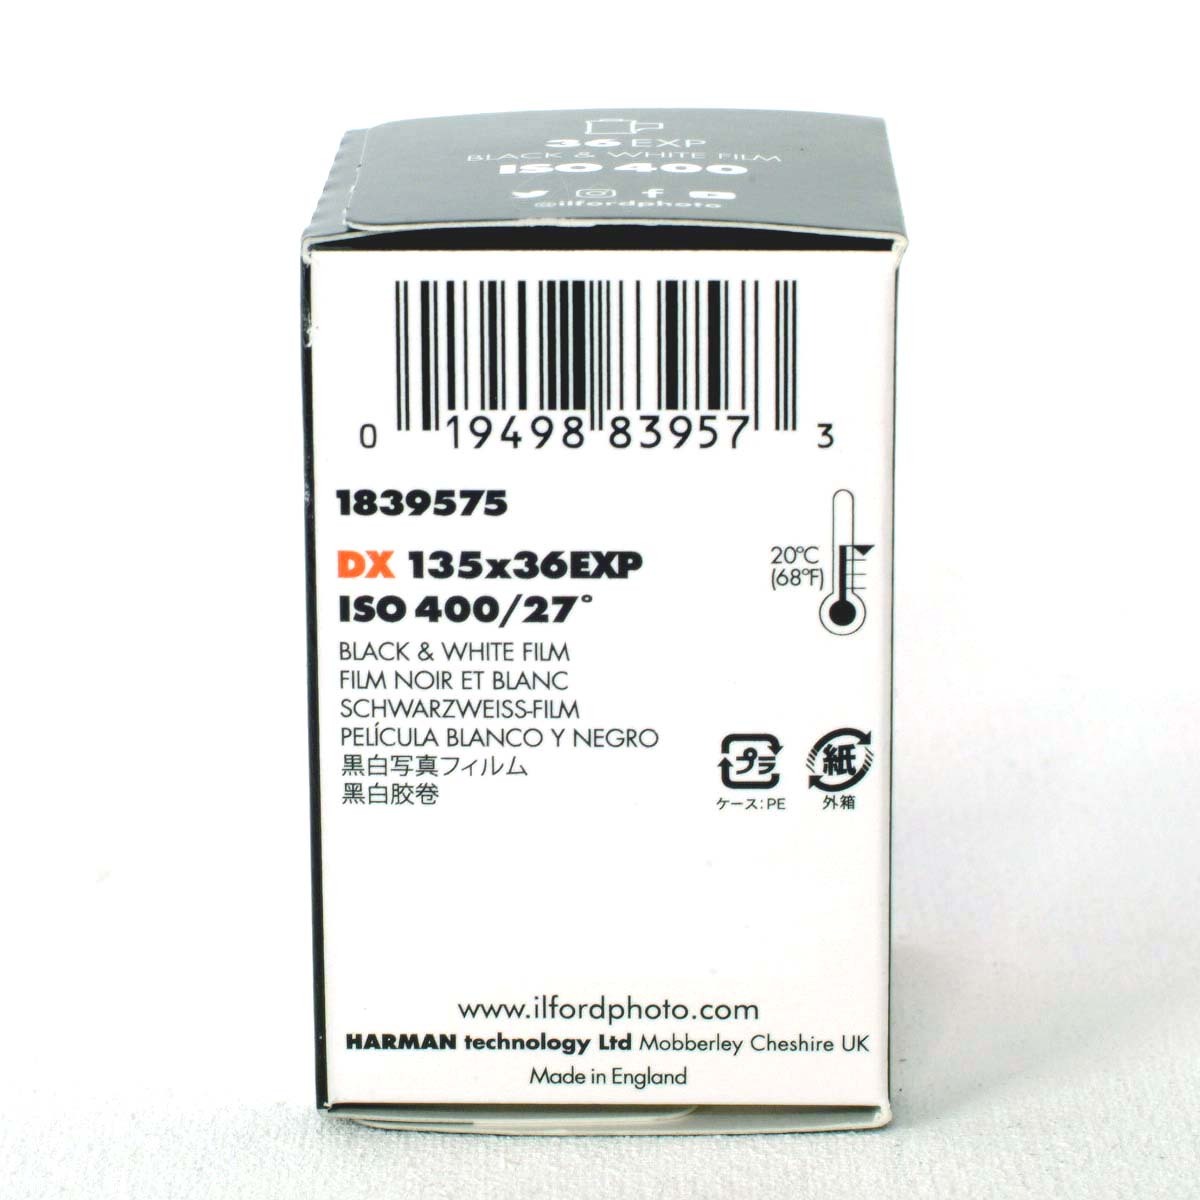 36 EXP
BLACK & WHITE FILM
ISO 400
@ilfordphoto
0 19498 83957 3
1839575
DX 135x36EXP
ISO 400/27°
20°C
(68°F)
BLACK & WHITE FILM
FILM NOIR ET BLANC
SCHWARZWEISS-FILM
PELÍCULA BLANCO Y NEGRO
黒白写真フィルム
黑白胶卷
プラ
ケース:PE
紙
外箱
www.ilfordphoto.com
HARMAN technology Ltd Mobberley Cheshire UK
Made in England